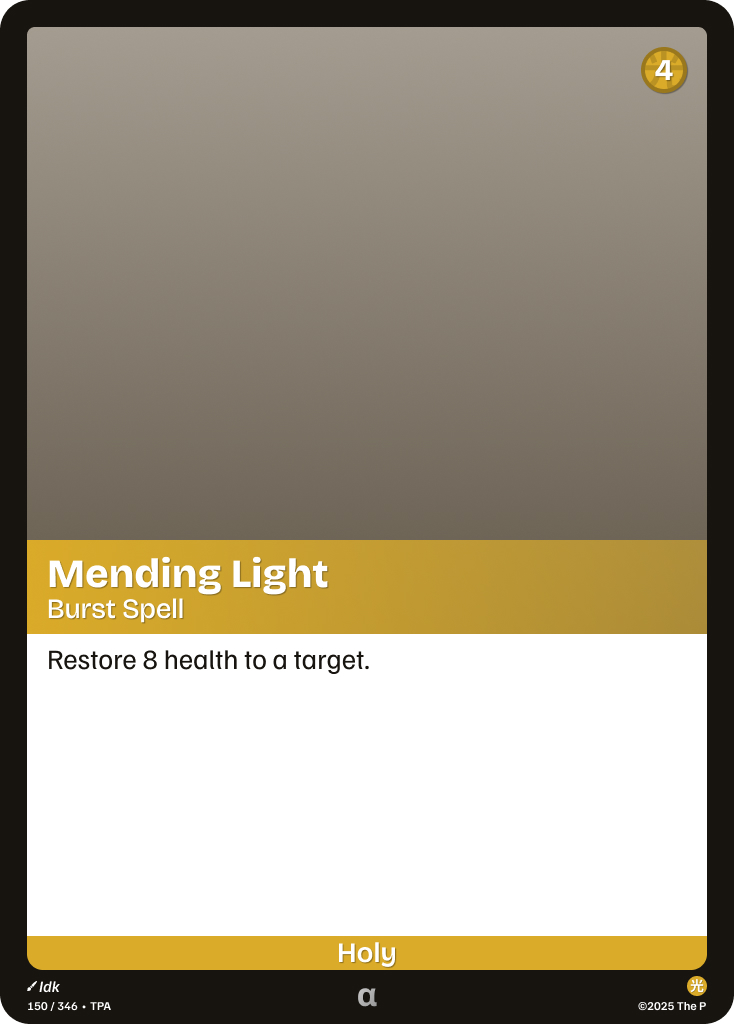 4
Mending Light
Burst Spell
Restore 8 health to a target.
Holy
Idk
150 / 346 • TPA
α
光
©2025 The P